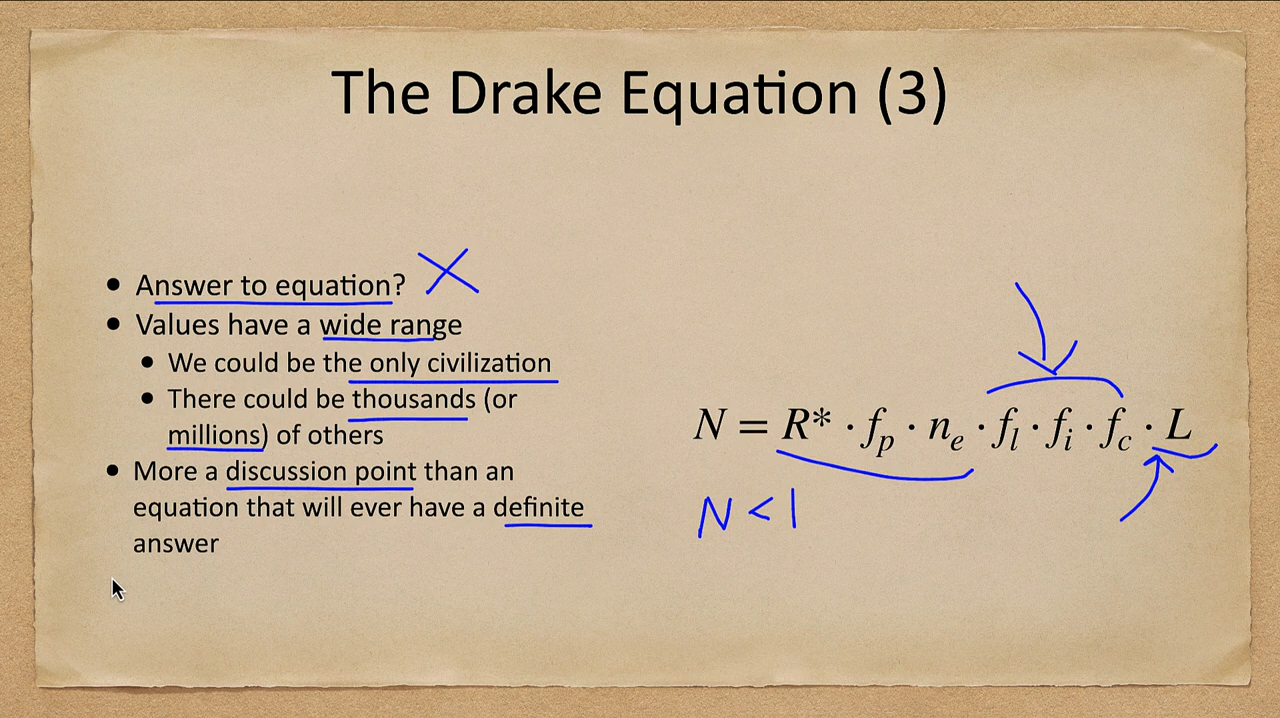 The Drake Equation (3)
• Answer to equation?
• Values have a wide range
• We could be the only civilization
• There could be thousands (or
millions) of others
• More a discussion point than an
equation that will ever have a definite
answer
N = R* · fₚ · nₑ · fₗ · fᵢ · f_c · L
N < 1